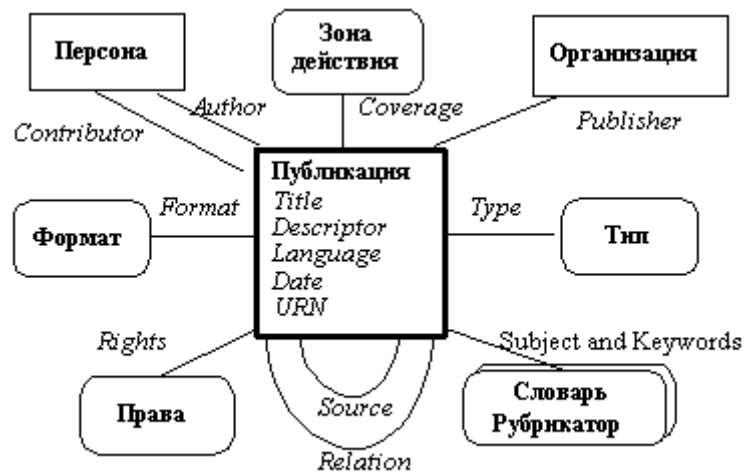 Персона
Зона
действия
Организация
Author
Coverage
Contributor
Publisher
Публикация
Title
Descriptor
Language
Date
URN
Format
Формат
Type
Тип
Rights
Subject and Keywords
Права
Source
Словарь
Рубрикатор
Relation